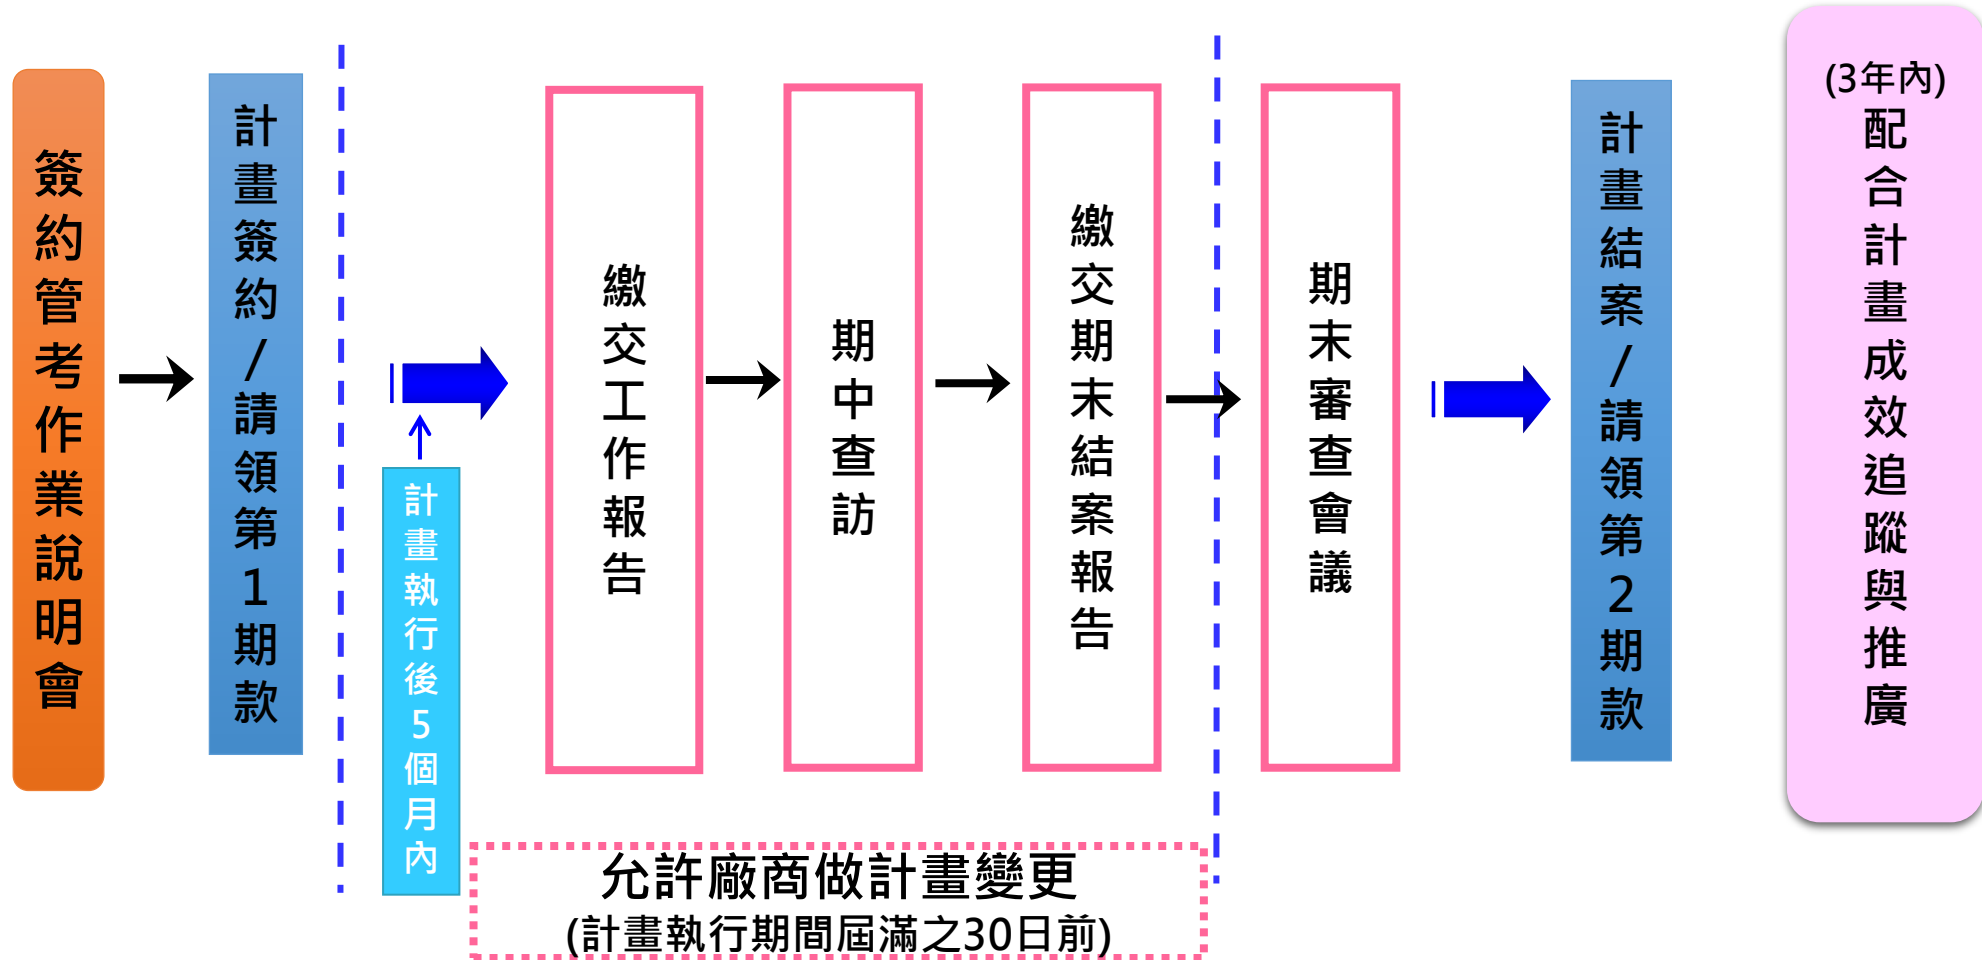 簽約管考作業說明會
計畫簽約/請領第1期款
計畫執行後5個月內
繳交工作報告
期中查訪
繳交期末結案報告
期末審查會議
計畫結案/請領第2期款
(3年內)
配合計畫成效追蹤與推廣
允許廠商做計畫變更
(計畫執行期間屆滿之30日前)